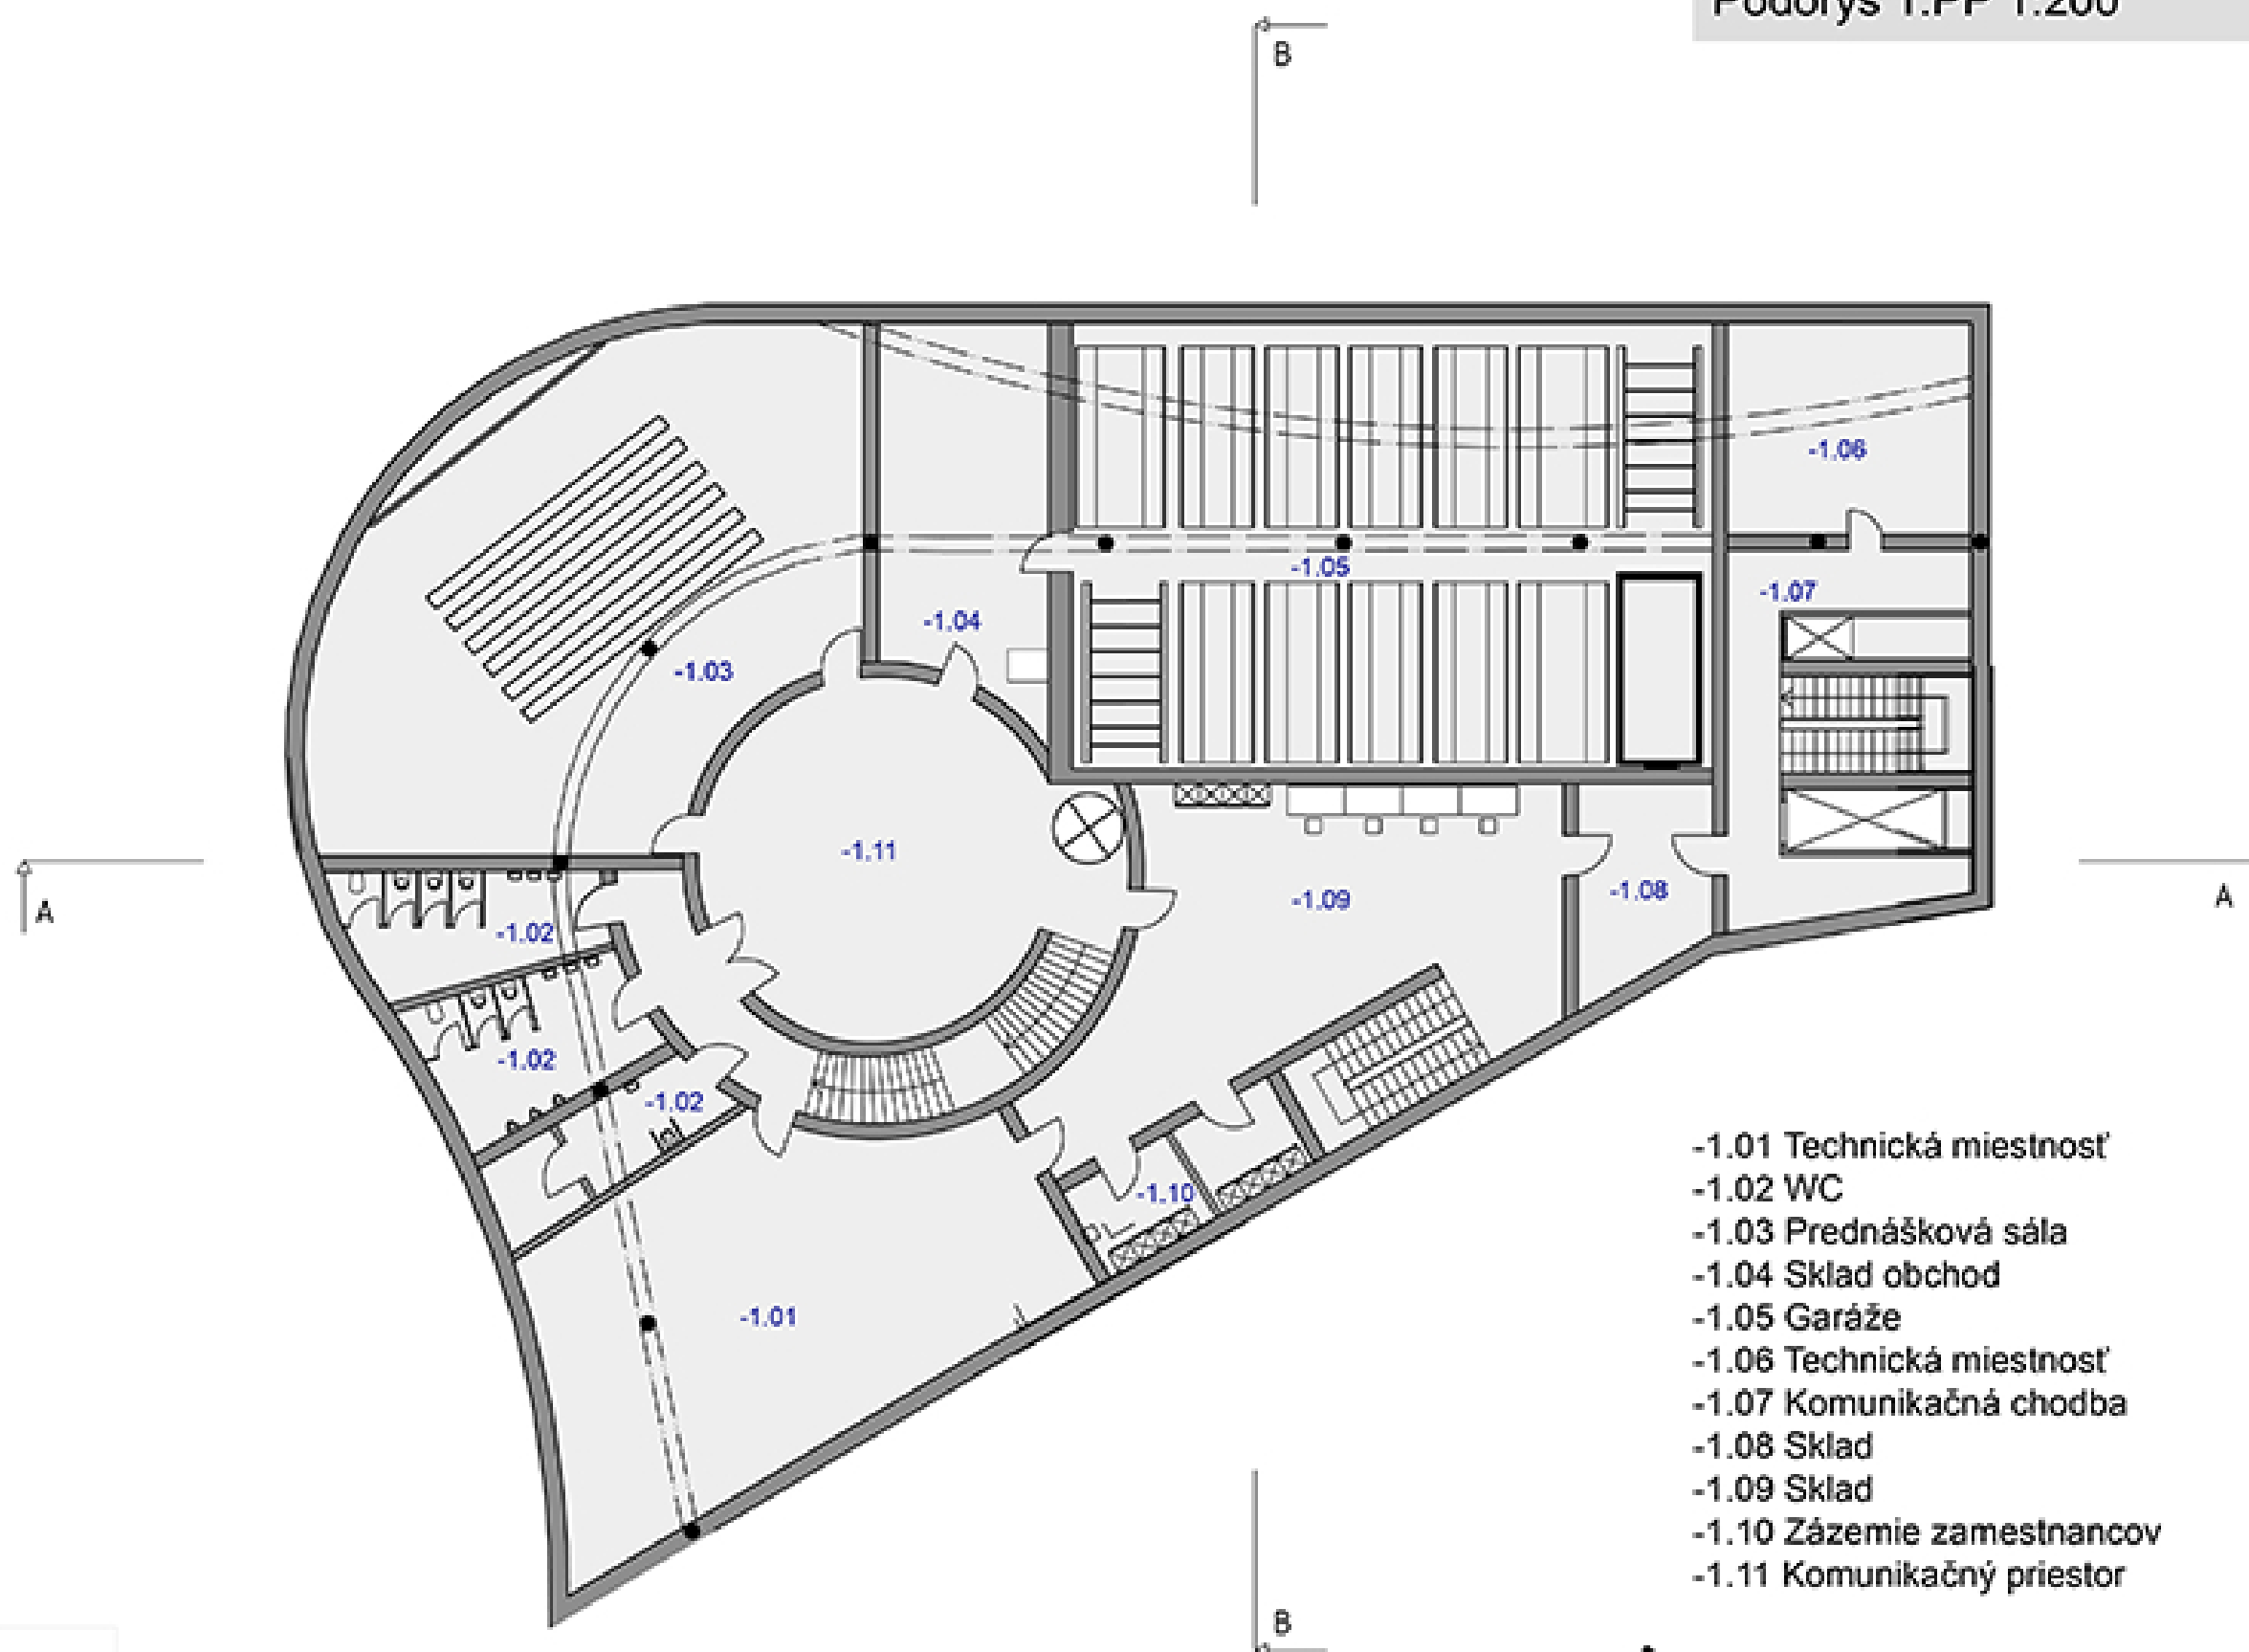 Podorys 1.PP 1:200
B
-1.06
-1.05
-1.07
-1.04
-1.03
-1.11
A
-1.09
-1.08
A
-1.02
-1.02
-1.02
-1.10
-1.01
-1.01 Technická miestnosť
-1.02 WC
-1.03 Prednášková sála
-1.04 Sklad obchod
-1.05 Garáže
-1.06 Technická miestnosť
-1.07 Komunikačná chodba
-1.08 Sklad
-1.09 Sklad
-1.10 Zázemie zamestnancov
-1.11 Komunikačný priestor
B